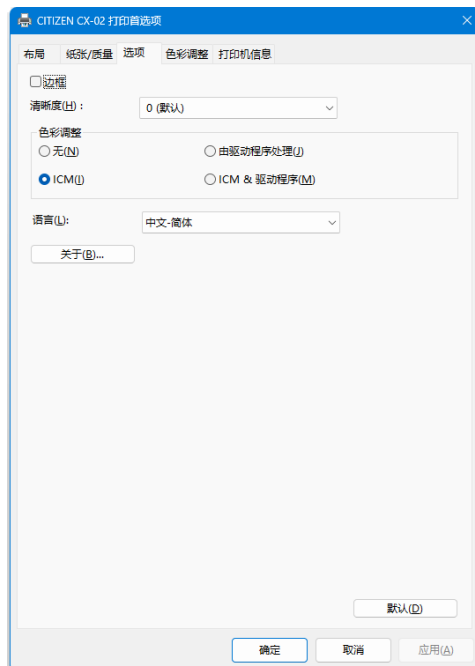 CITIZEN CX-02 打印首选项
布局 纸张/质量 选项 色彩调整 打印机信息
边框
清晰度(H)： 0 (默认)
色彩调整
无(N) 由驱动程序处理(J)
ICM(I) ICM & 驱动程序(M)
语言(L): 中文-简体
关于(B)...
默认(D)
确定 取消 应用(A)